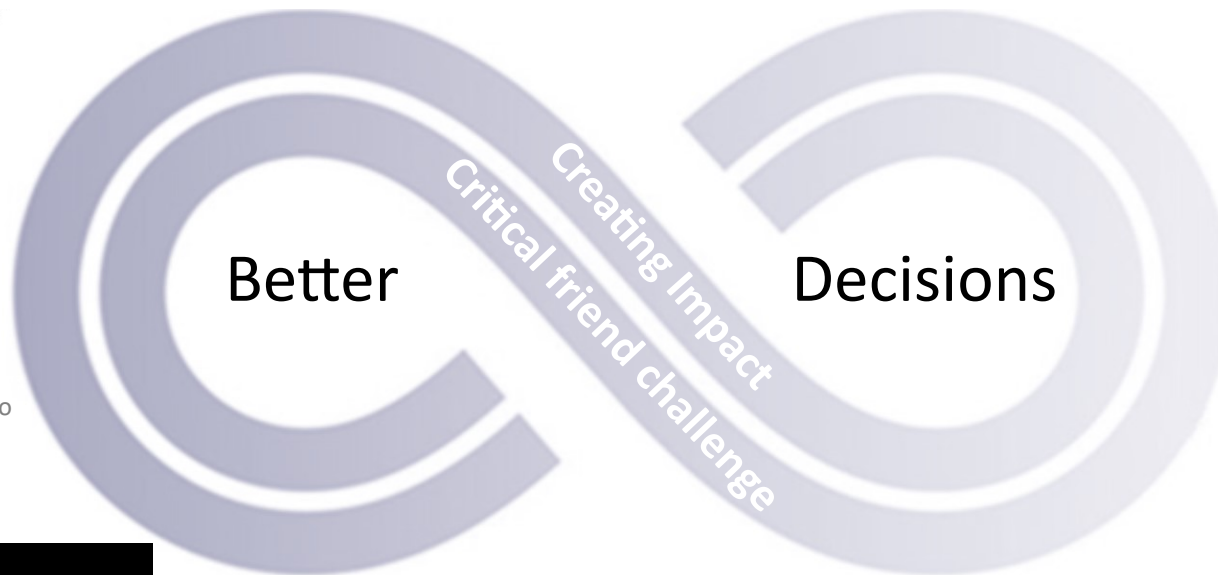 Creating Impact
Critical friend challenge
Better
Decisions
o